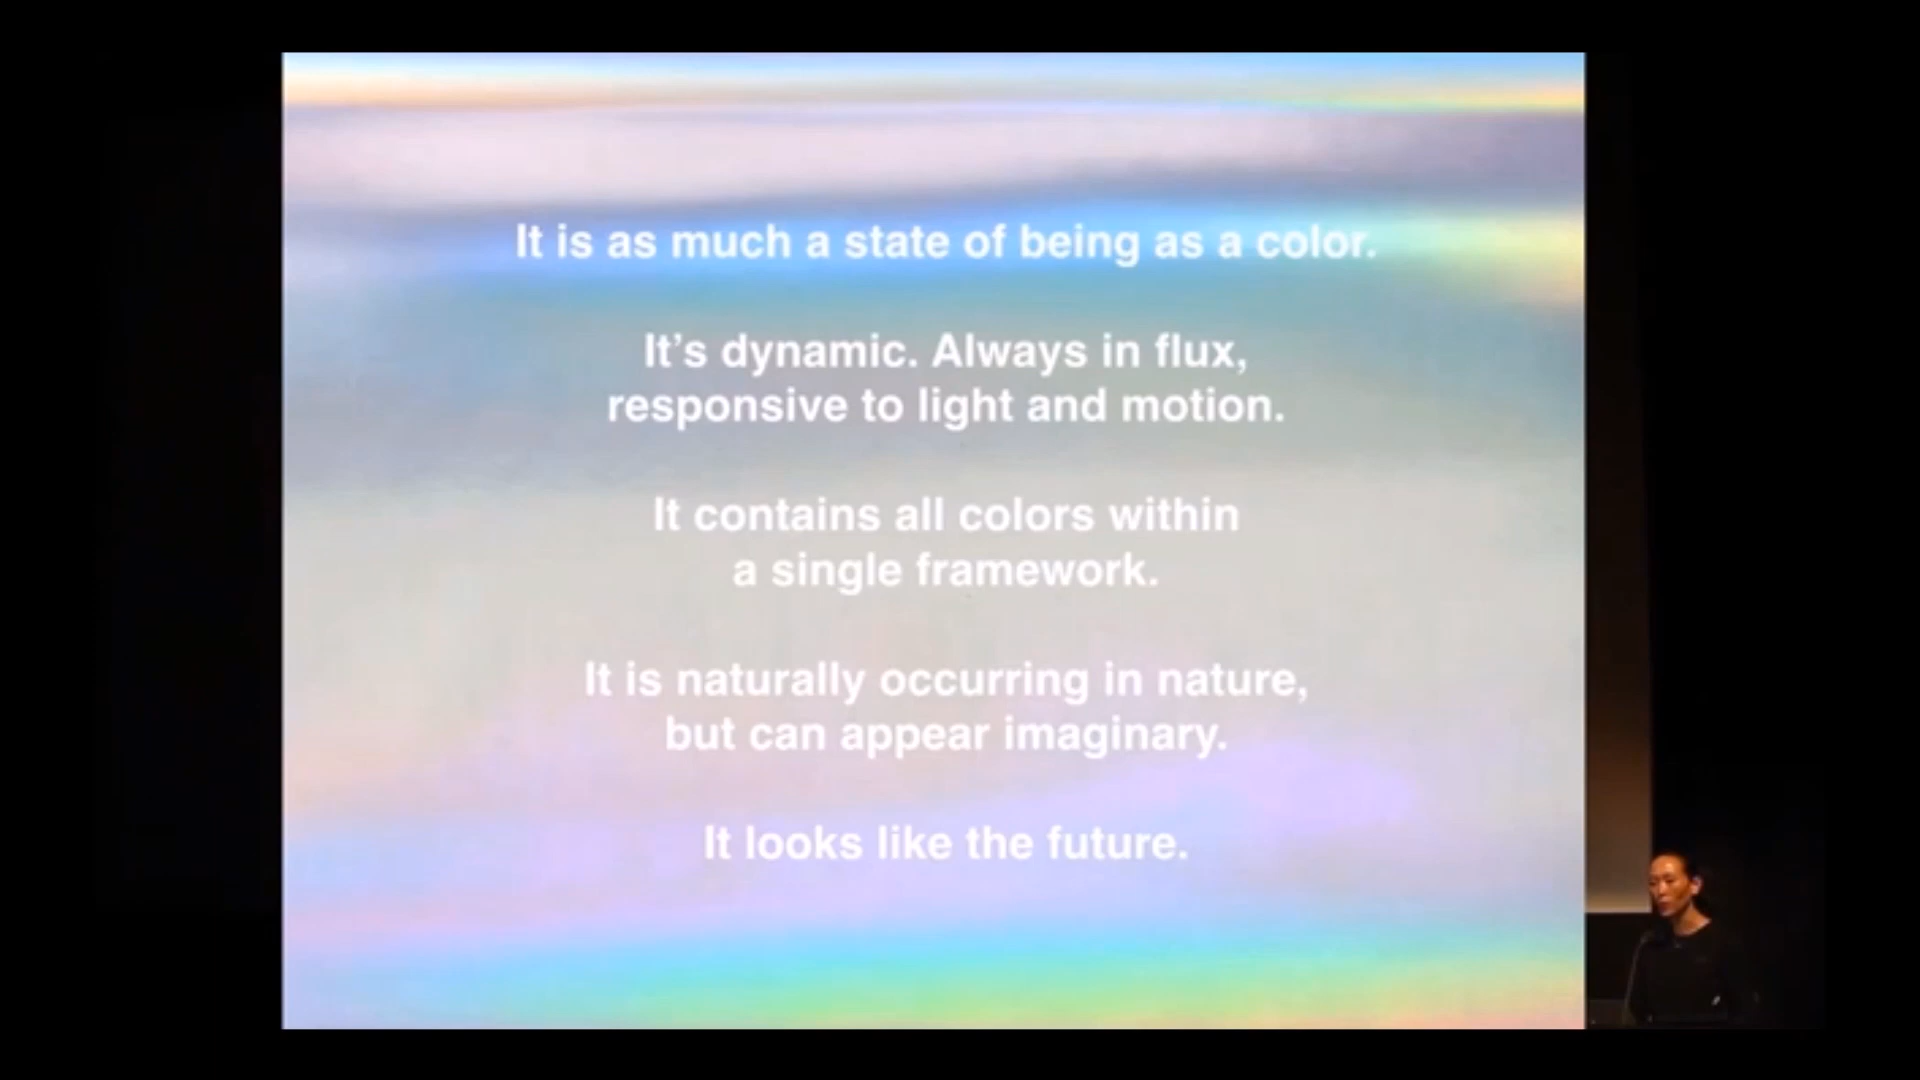 It is as much a state of being as a color.
It’s dynamic. Always in flux,
responsive to light and motion.
It contains all colors within
a single framework.
It is naturally occurring in nature,
but can appear imaginary.
It looks like the future.